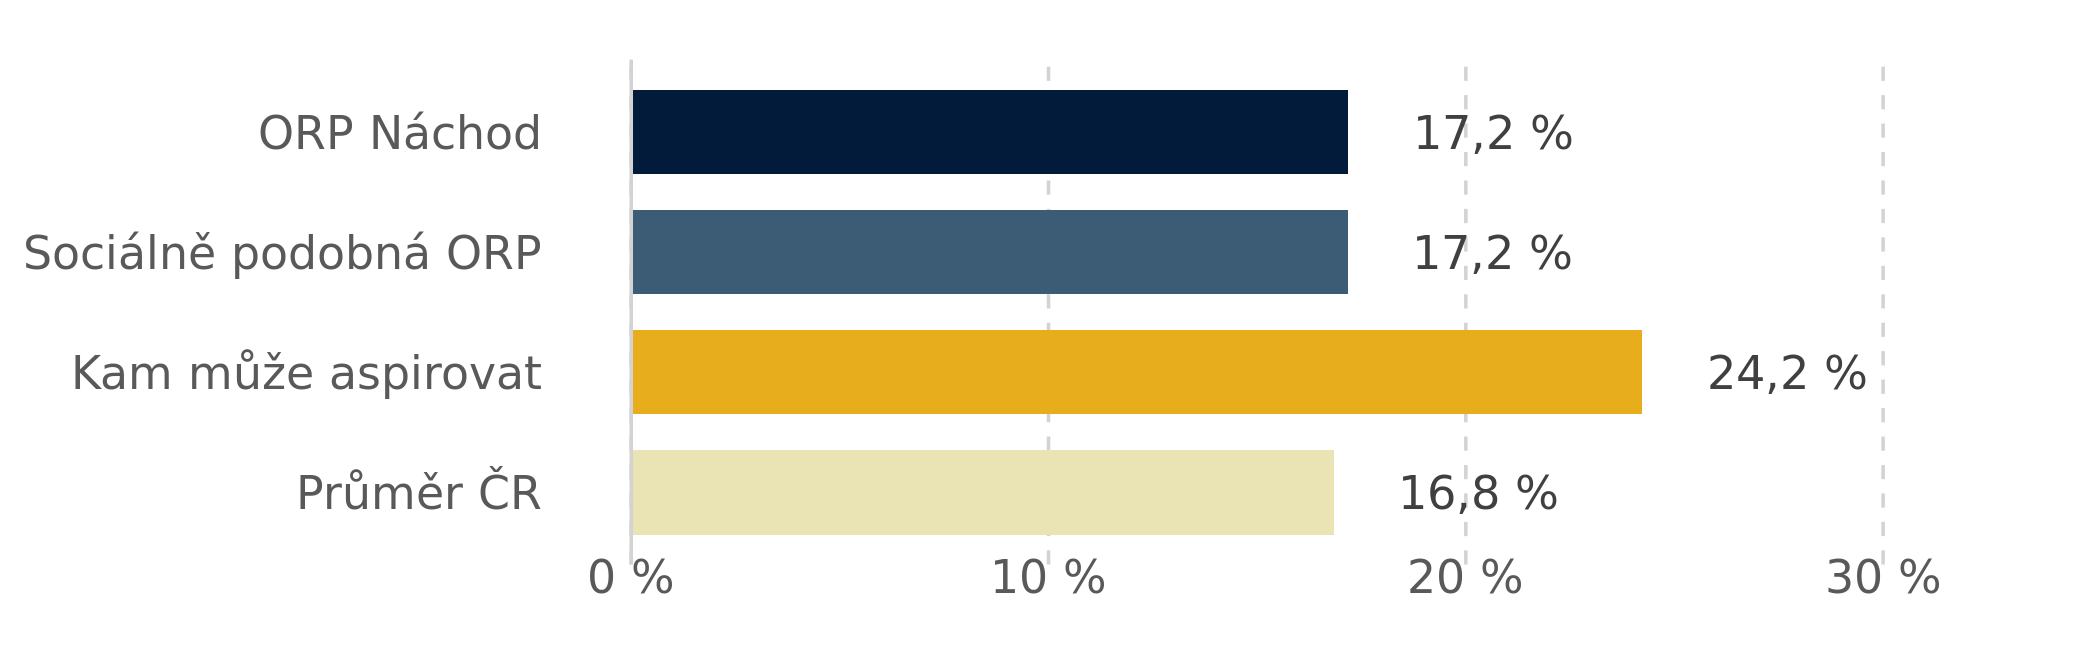 ORP Náchod 17,2 %
Sociálně podobná ORP 17,2 %
Kam může aspirovat 24,2 %
Průměr ČR 16,8 %
0 % 10 % 20 % 30 %